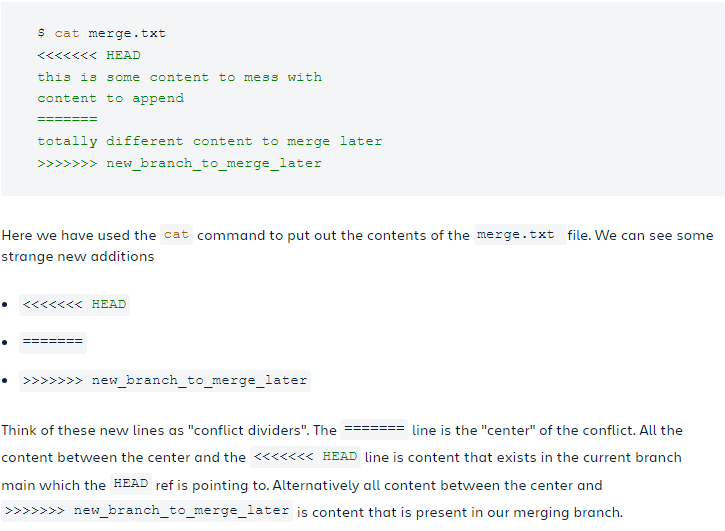 $ cat merge.txt
<<<<<<< HEAD
this is some content to mess with
content to append
=======
totally different content to merge later
>>>>>>> new_branch_to_merge_later
Here we have used the cat command to put out the contents of the merge.txt file. We can see some
strange new additions
• <<<<<<< HEAD
• =======
• >>>>>>> new_branch_to_merge_later
Think of these new lines as "conflict dividers". The ======= line is the "center" of the conflict. All the
content between the center and the <<<<<<< HEAD line is content that exists in the current branch
main which the HEAD ref is pointing to. Alternatively all content between the center and
>>>>>>> new_branch_to_merge_later is content that is present in our merging branch.